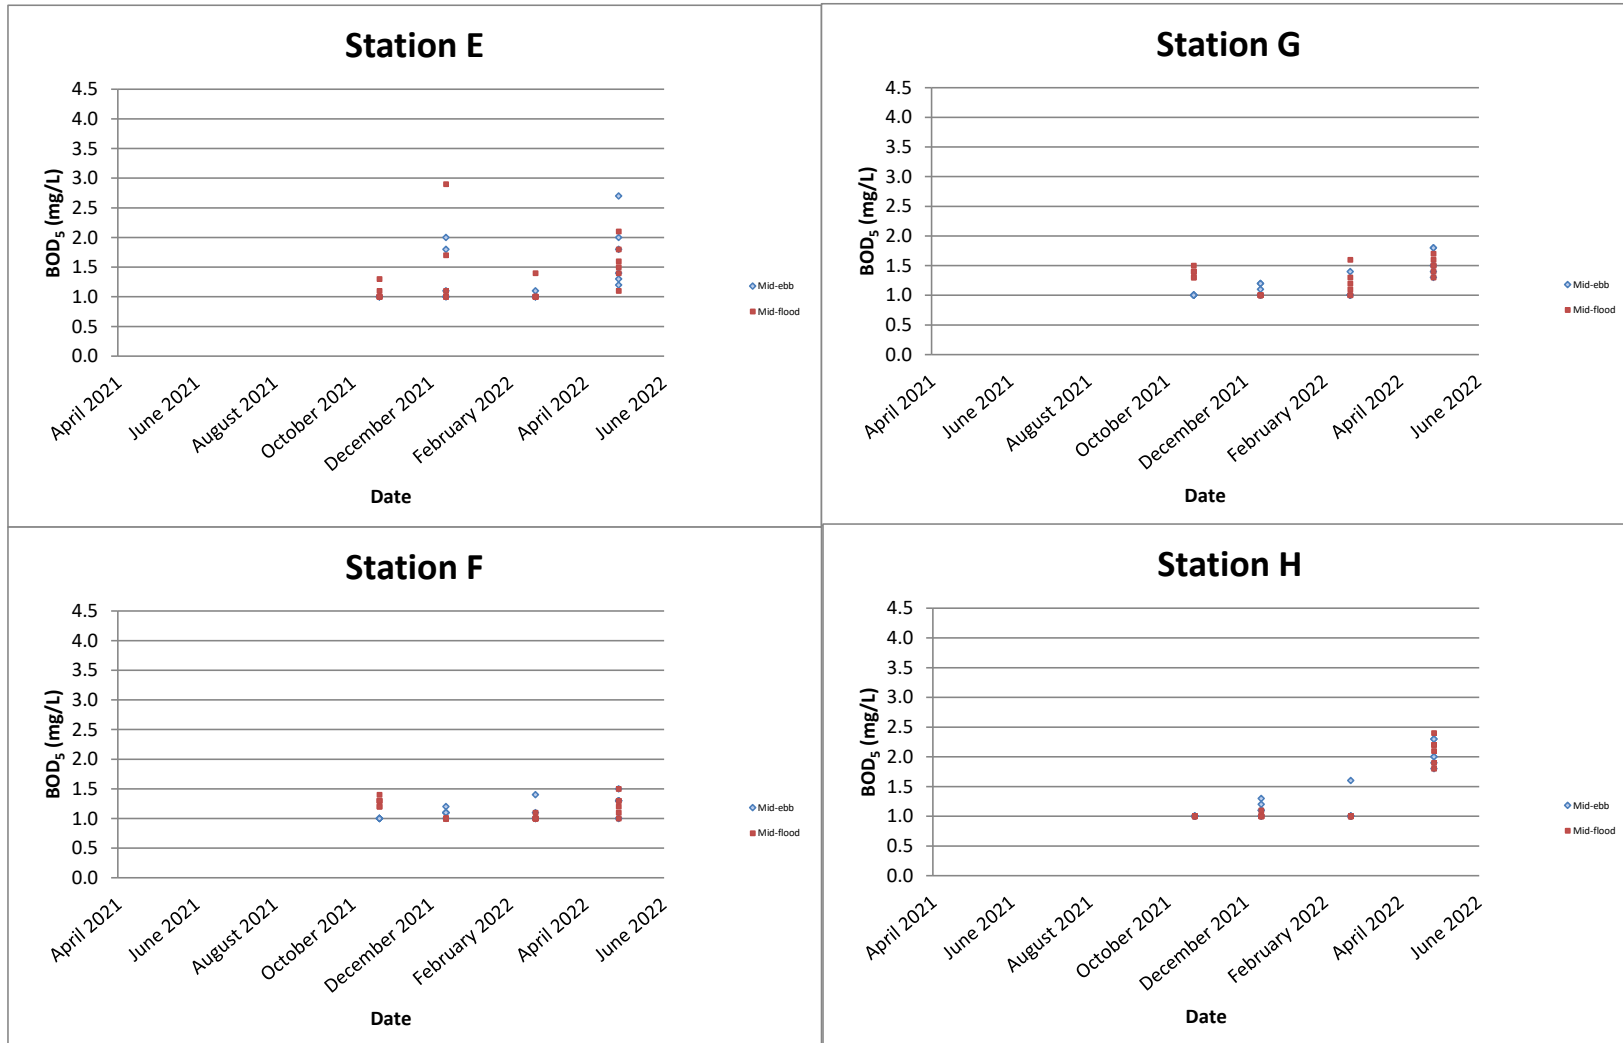 Station E
4.5
4.0
3.5
3.0
2.5
2.0
1.5
1.0
0.5
0.0
BOD₅ (mg/L)
April 2021
June 2021
August 2021
October 2021
December 2021
February 2022
April 2022
June 2022
Date
Mid-ebb
Mid-flood
Station G
4.5
4.0
3.5
3.0
2.5
2.0
1.5
1.0
0.5
0.0
BOD₅ (mg/L)
April 2021
June 2021
August 2021
October 2021
December 2021
February 2022
April 2022
June 2022
Date
Mid-ebb
Mid-flood
Station F
4.5
4.0
3.5
3.0
2.5
2.0
1.5
1.0
0.5
0.0
BOD₅ (mg/L)
April 2021
June 2021
August 2021
October 2021
December 2021
February 2022
April 2022
June 2022
Date
Mid-ebb
Mid-flood
Station H
4.5
4.0
3.5
3.0
2.5
2.0
1.5
1.0
0.5
0.0
BOD₅ (mg/L)
April 2021
June 2021
August 2021
October 2021
December 2021
February 2022
April 2022
June 2022
Date
Mid-ebb
Mid-flood